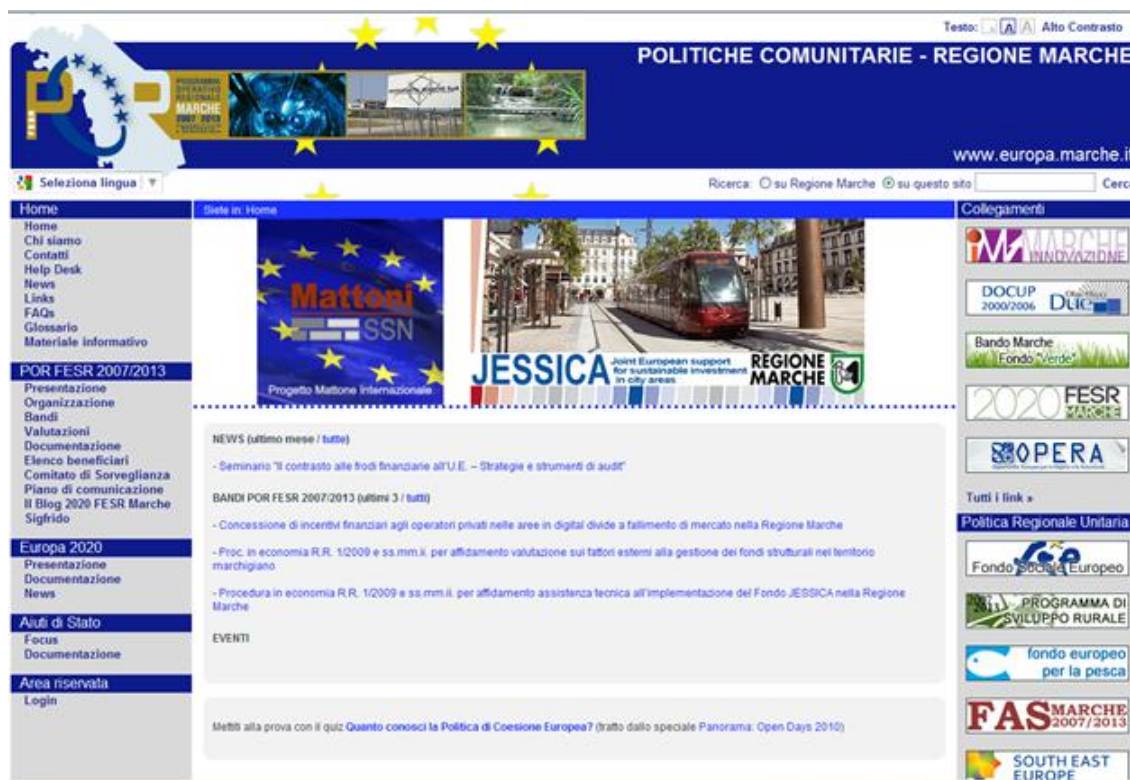 Testo: A A A Alto Contrasto
POLITICHE COMUNITARIE - REGIONE MARCHE
FESR
POR
PROGRAMMA
OPERATIVO
REGIONALE
MARCHE
2007 2013
www.europa.marche.it
Seleziona lingua
Ricerca: su Regione Marche su questo sito Cerca
Home
Home
Chi siamo
Contatti
Help Desk
News
Links
FAQs
Glossario
Materiale informativo
POR FESR 2007/2013
Presentazione
Organizzazione
Bandi
Valutazioni
Documentazione
Elenco beneficiari
Comitato di Sorveglianza
Piano di comunicazione
Il Blog 2020 FESR Marche
Sigfrido
Europa 2020
Presentazione
Documentazione
News
Aiuti di Stato
Focus
Documentazione
Area riservata
Login
Siete in: Home
Mattoni
SSN
Progetto Mattone Internazionale
JESSICA
Joint European support
for sustainable investment
in city areas
REGIONE
MARCHE
NEWS (ultimo mese / tutte)
- Seminario "Il contrasto alle frodi finanziarie all'U.E. – Strategie e strumenti di audit"
BANDI POR FESR 2007/2013 (ultimi 3 / tutti)
- Concessione di incentivi finanziari agli operatori privati nelle aree in digital divide a fallimento di mercato nella Regione Marche
- Proc. in economia R.R. 1/2009 e ss.mm.ii. per affidamento valutazione sui fattori esterni alla gestione dei fondi strutturali nel territorio
marchigiano
- Procedura in economia R.R. 1/2009 e ss.mm.ii. per affidamento assistenza tecnica all'implementazione del Fondo JESSICA nella Regione
Marche
EVENTI
Mettiti alla prova con il quiz Quanto conosci la Politica di Coesione Europea? (tratto dallo speciale Panorama: Open Days 2010)
Collegamenti
MARCHE
INNOVAZIONE
DOCUP
2000/2006
Obiettivo
Due
Bando Marche
Fondo "Verde"
2020 FESR
MARCHE
OPERA
Tutti i link »
Politica Regionale Unitaria
Fondo Sociale Europeo
PROGRAMMA DI
SVILUPPO RURALE
fondo europeo
per la pesca
FAS MARCHE
2007/2013
SOUTH EAST
EUROPE